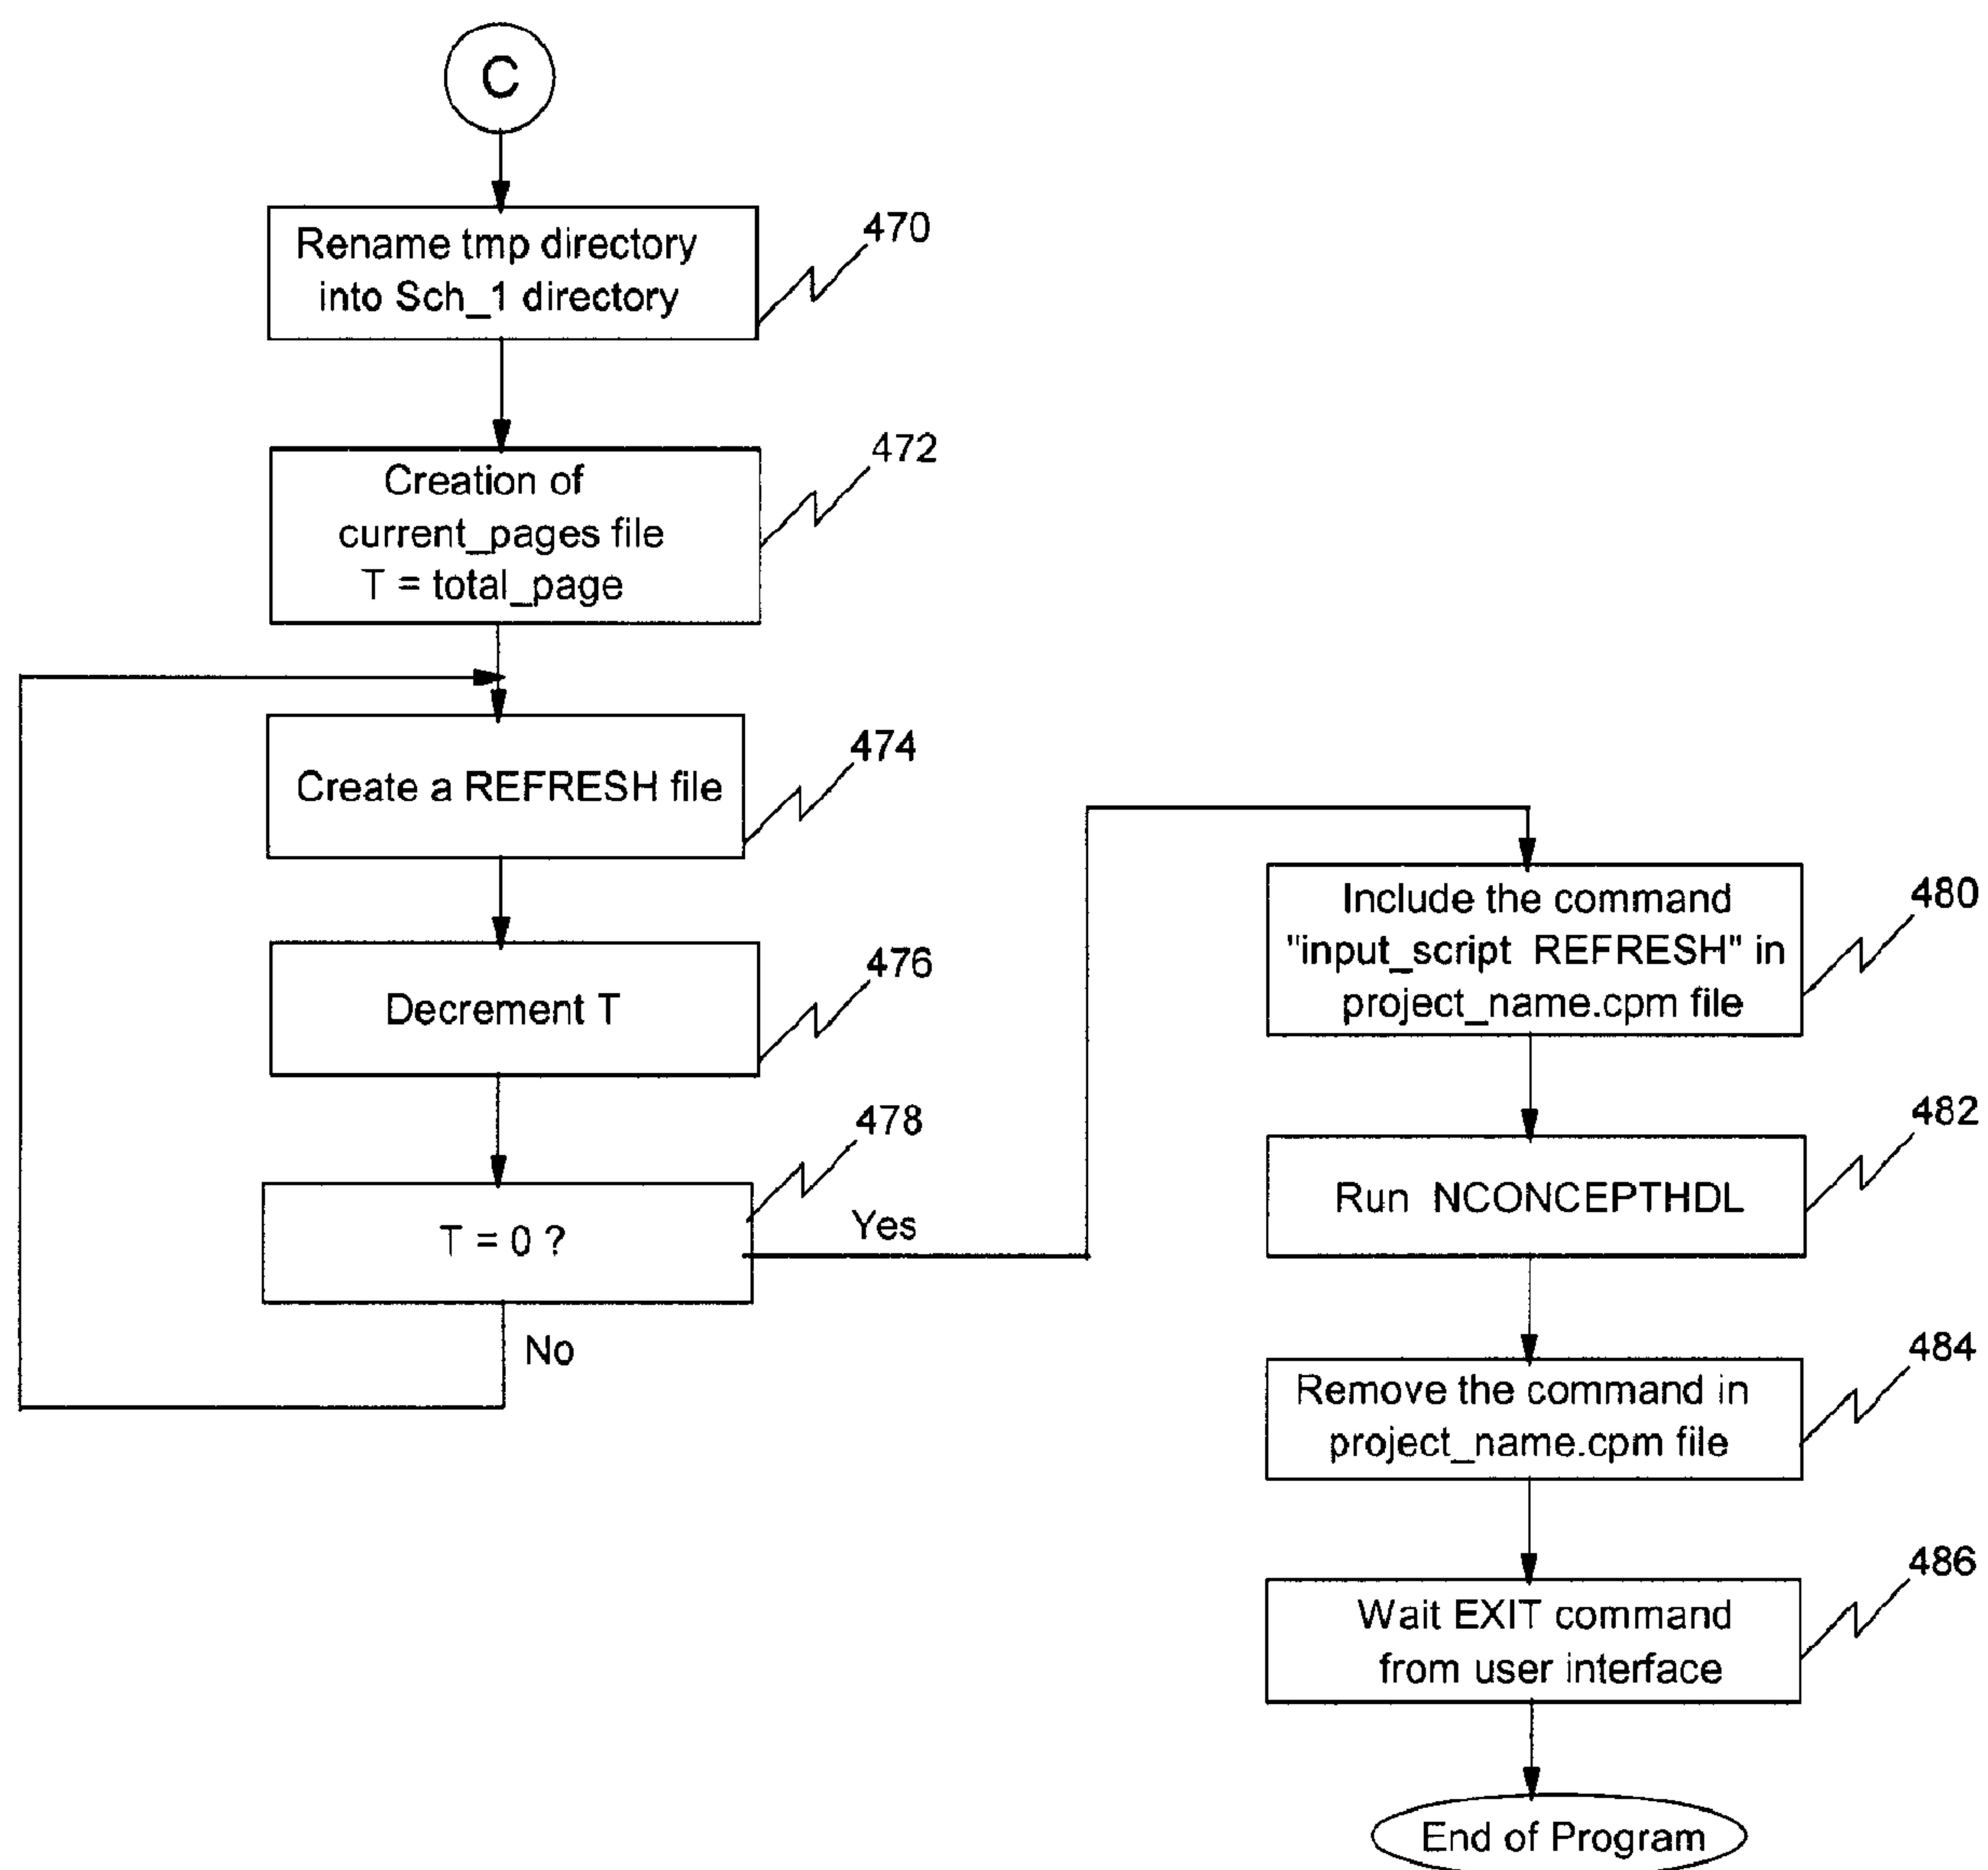 C
Rename tmp directory
into Sch_1 directory
470
Creation of
current_pages file
T = total_page
472
Create a REFRESH file
474
Decrement T
476
T = 0 ?
478
Yes
No
Include the command
"input_script REFRESH" in
project_name.cpm file
480
Run NCONCEPTHDL
482
Remove the command in
project_name.cpm file
484
Wait EXIT command
from user interface
486
End of Program